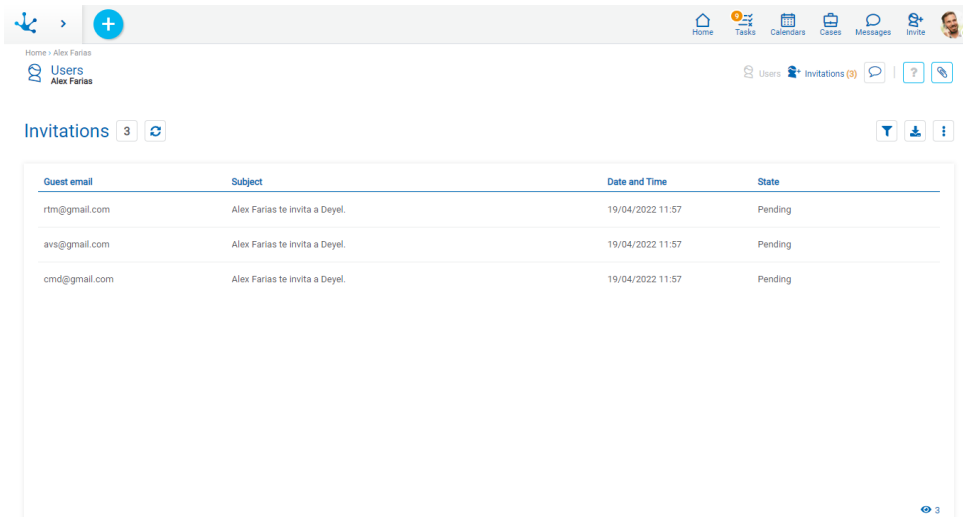 9
Home Tasks Calendars Cases Messages Invite
Home › Alex Farias
Users
Alex Farias
Users Invitations (3) ?
Invitations 3
Guest email Subject Date and Time State
rtm@gmail.com Alex Farias te invita a Deyel. 19/04/2022 11:57 Pending
avs@gmail.com Alex Farias te invita a Deyel. 19/04/2022 11:57 Pending
cmd@gmail.com Alex Farias te invita a Deyel. 19/04/2022 11:57 Pending
3